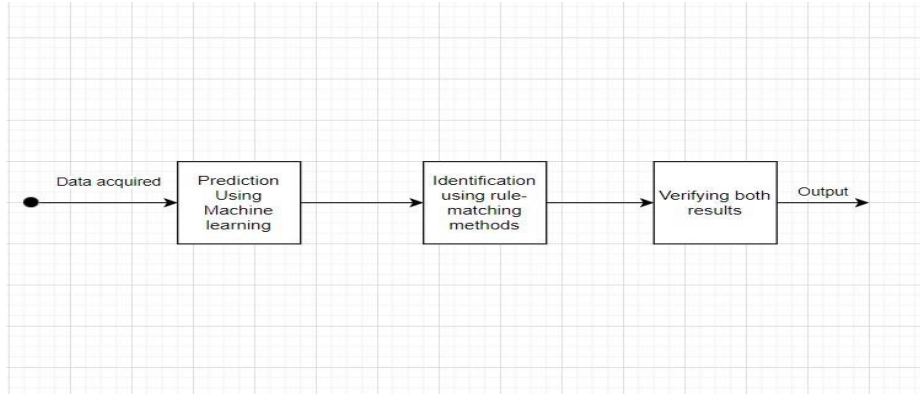 Data acquired
Prediction
Using
Machine
learning
Identification
using rule-
matching
methods
Verifying both
results
Output